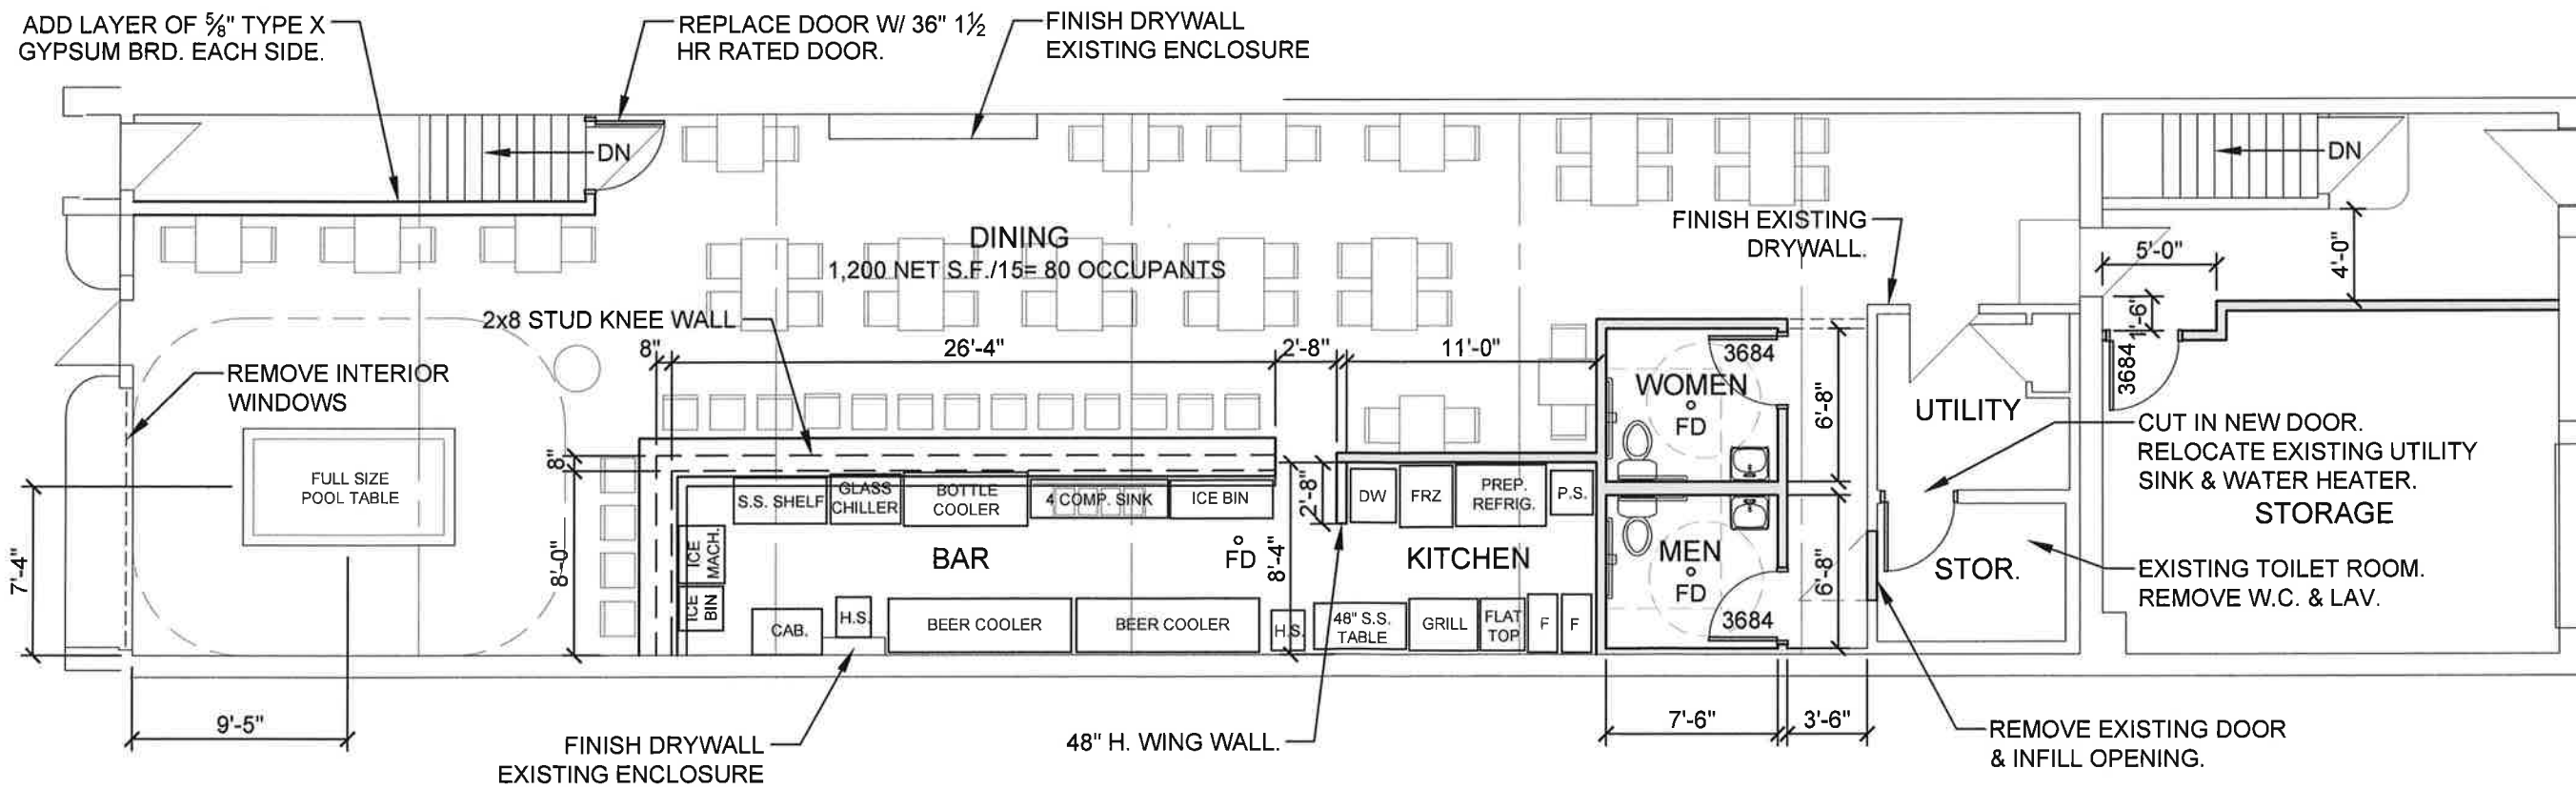 ADD LAYER OF ⅝" TYPE X
GYPSUM BRD. EACH SIDE.
REPLACE DOOR W/ 36" 1½
HR RATED DOOR.
FINISH DRYWALL
EXISTING ENCLOSURE
DN
DN
FINISH EXISTING
DRYWALL.
DINING
1,200 NET S.F./15= 80 OCCUPANTS
5'-0"
4'-0"
1'-6"
2x8 STUD KNEE WALL
8"
26'-4"
2'-8"
11'-0"
3684
3684
REMOVE INTERIOR
WINDOWS
WOMEN
FD
6'-8"
UTILITY
CUT IN NEW DOOR.
RELOCATE EXISTING UTILITY
SINK & WATER HEATER.
STORAGE
FULL SIZE
POOL TABLE
8"
S.S. SHELF
GLASS
CHILLER
BOTTLE
COOLER
4 COMP. SINK
ICE BIN
2'-8"
DW
FRZ
PREP.
REFRIG.
P.S.
7'-4"
8'-0"
ICE
MACH.
BAR
FD
8'-4"
KITCHEN
MEN
FD
6'-8"
STOR.
EXISTING TOILET ROOM.
REMOVE W.C. & LAV.
ICE
BIN
CAB.
H.S.
BEER COOLER
BEER COOLER
H.S.
48" S.S.
TABLE
GRILL
FLAT
TOP
F
F
3684
9'-5"
FINISH DRYWALL
EXISTING ENCLOSURE
48" H. WING WALL.
7'-6"
3'-6"
REMOVE EXISTING DOOR
& INFILL OPENING.